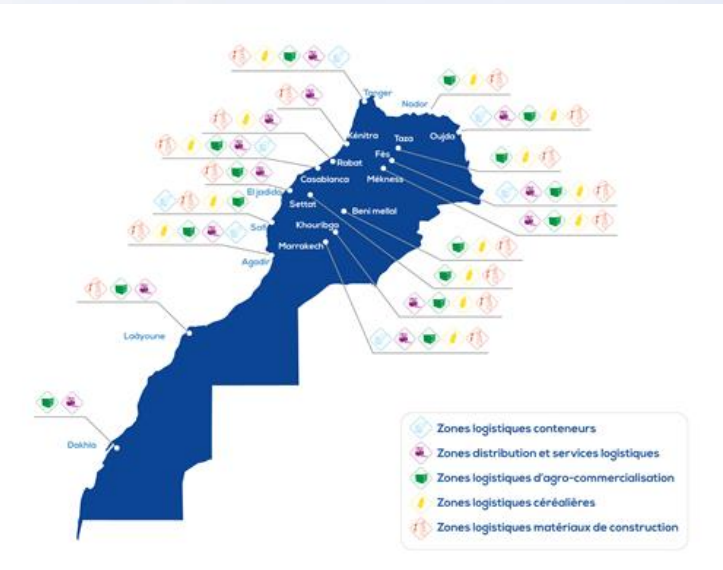 Tanger
Nador
Kénitra
Taza
Oujda
Fès
Rabat
Casablanca
Mékness
El jadida
Settat
Beni mellal
Safi
Khouribga
Marrakech
Agadir
Laâyoune
Dakhla
Zones logistiques conteneurs
Zones distribution et services logistiques
Zones logistiques d'agro-commercialisation
Zones logistiques céréalières
Zones logistiques matériaux de construction